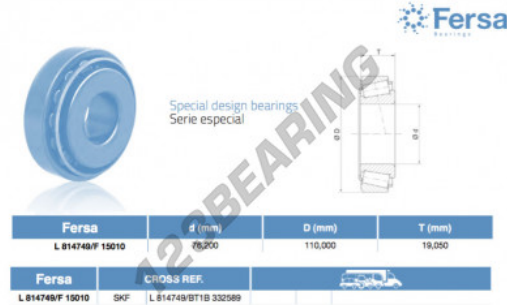 Fersa
Bearings
Special design bearings
Serie especial
T
Ø D
Ø d
123BEARING
Fersa d (mm) D (mm) T (mm)
L 814749/F 15010 76,200 110,000 19,050
Fersa CROSS REF.
L 814749/F 15010 SKF L 814749/BT1B 332589